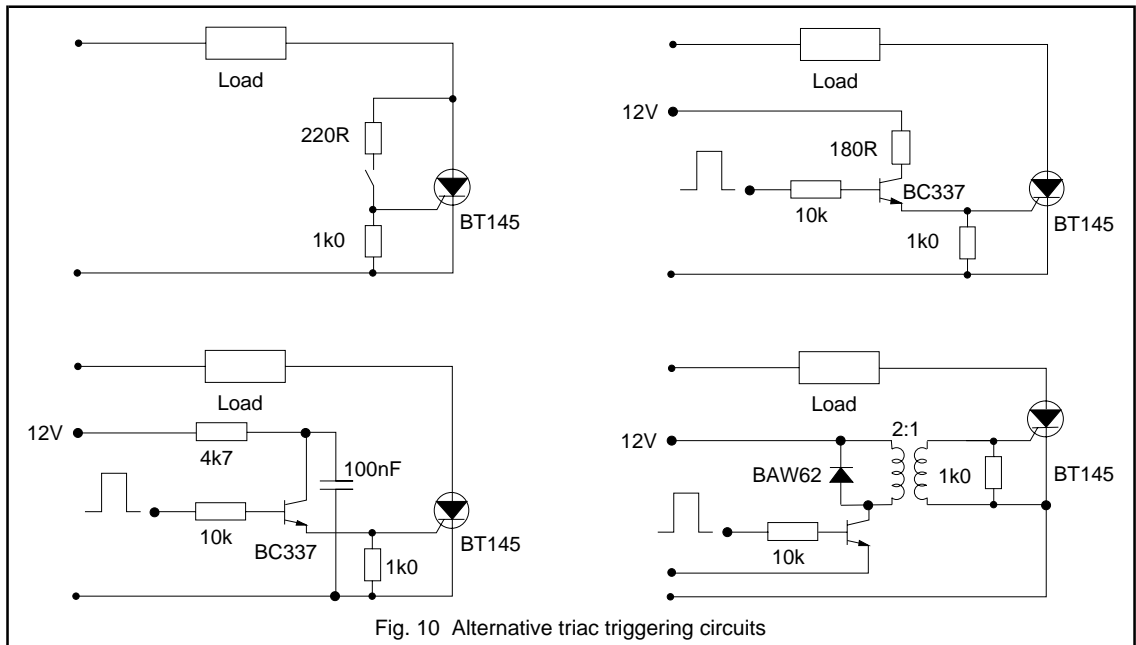 Load
220R
BT145
1k0
Load
12V
180R
BC337
10k
1k0
BT145
Load
12V
4k7
100nF
10k
BC337
1k0
BT145
Load
12V
2:1
BAW62
1k0
BT145
10k
Fig. 10 Alternative triac triggering circuits